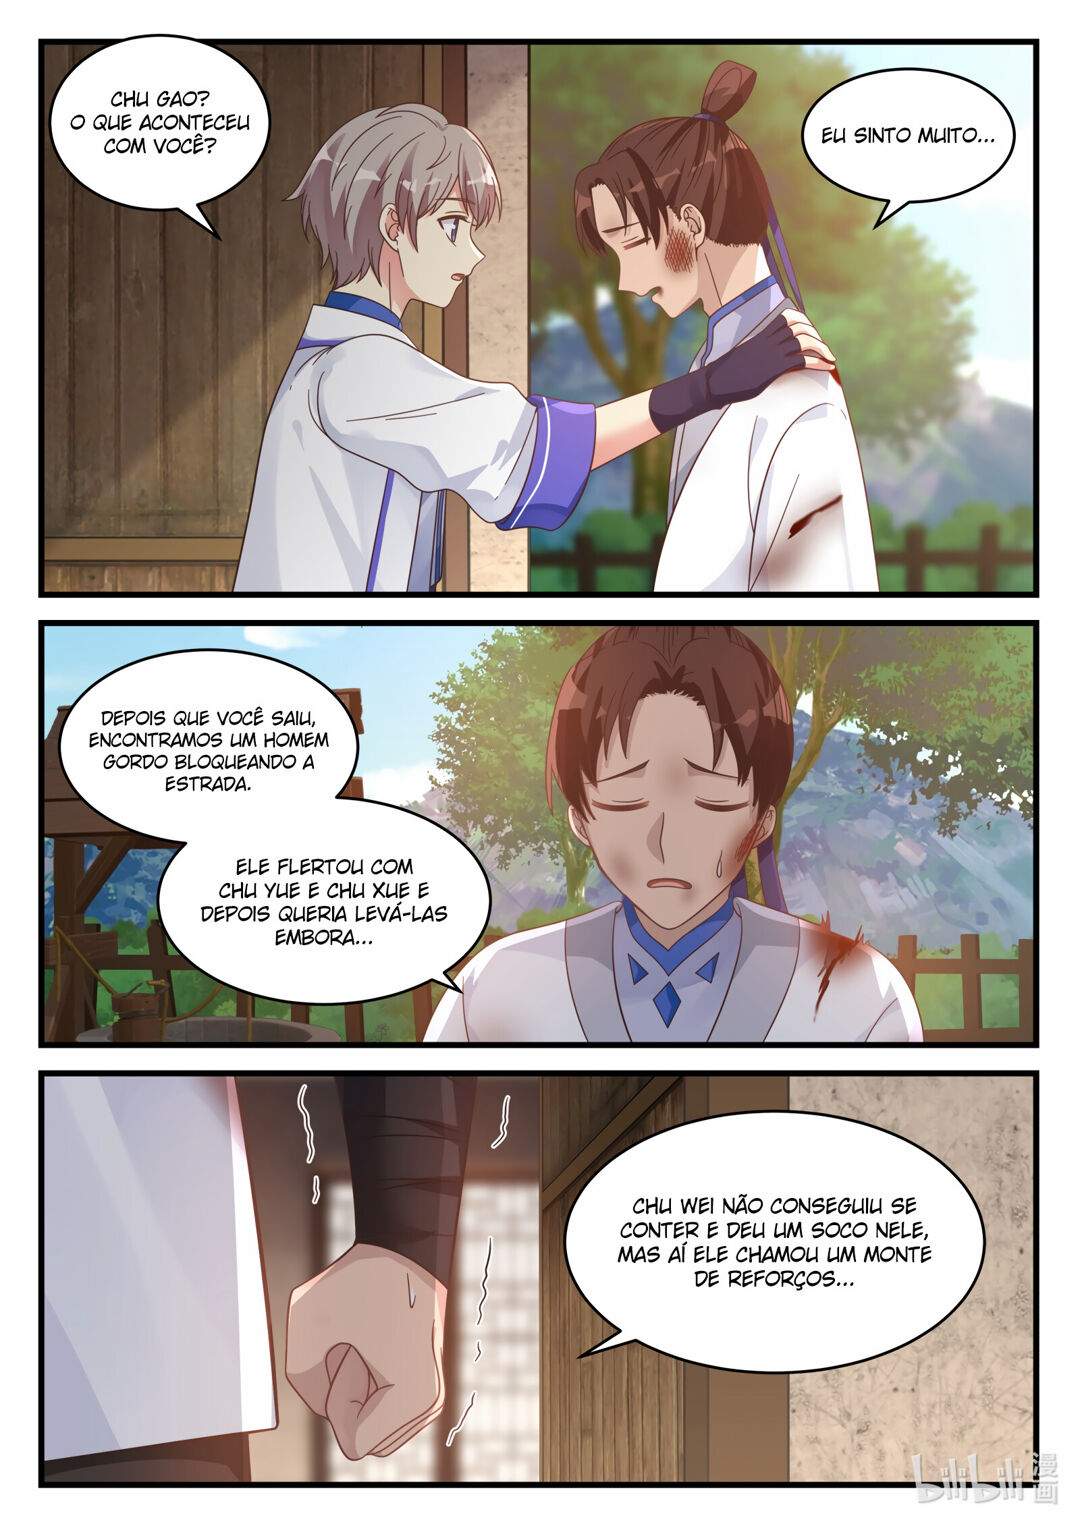 CHU GAO?
O QUE ACONTECEU
COM VOCÊ?
EU SINTO MUITO...
DEPOIS QUE VOCÊ SAIU,
ENCONTRAMOS UM HOMEM
GORDO BLOQUEANDO A
ESTRADA.
ELE FLERTOU COM
CHU YUE E CHU XUE E
DEPOIS QUERIA LEVÁ-LAS
EMBORA...
CHU WEI NÃO CONSEGUIU SE
CONTER E DEU UM SOCO NELE,
MAS AÍ ELE CHAMOU UM MONTE
DE REFORÇOS...
bilibili 漫画